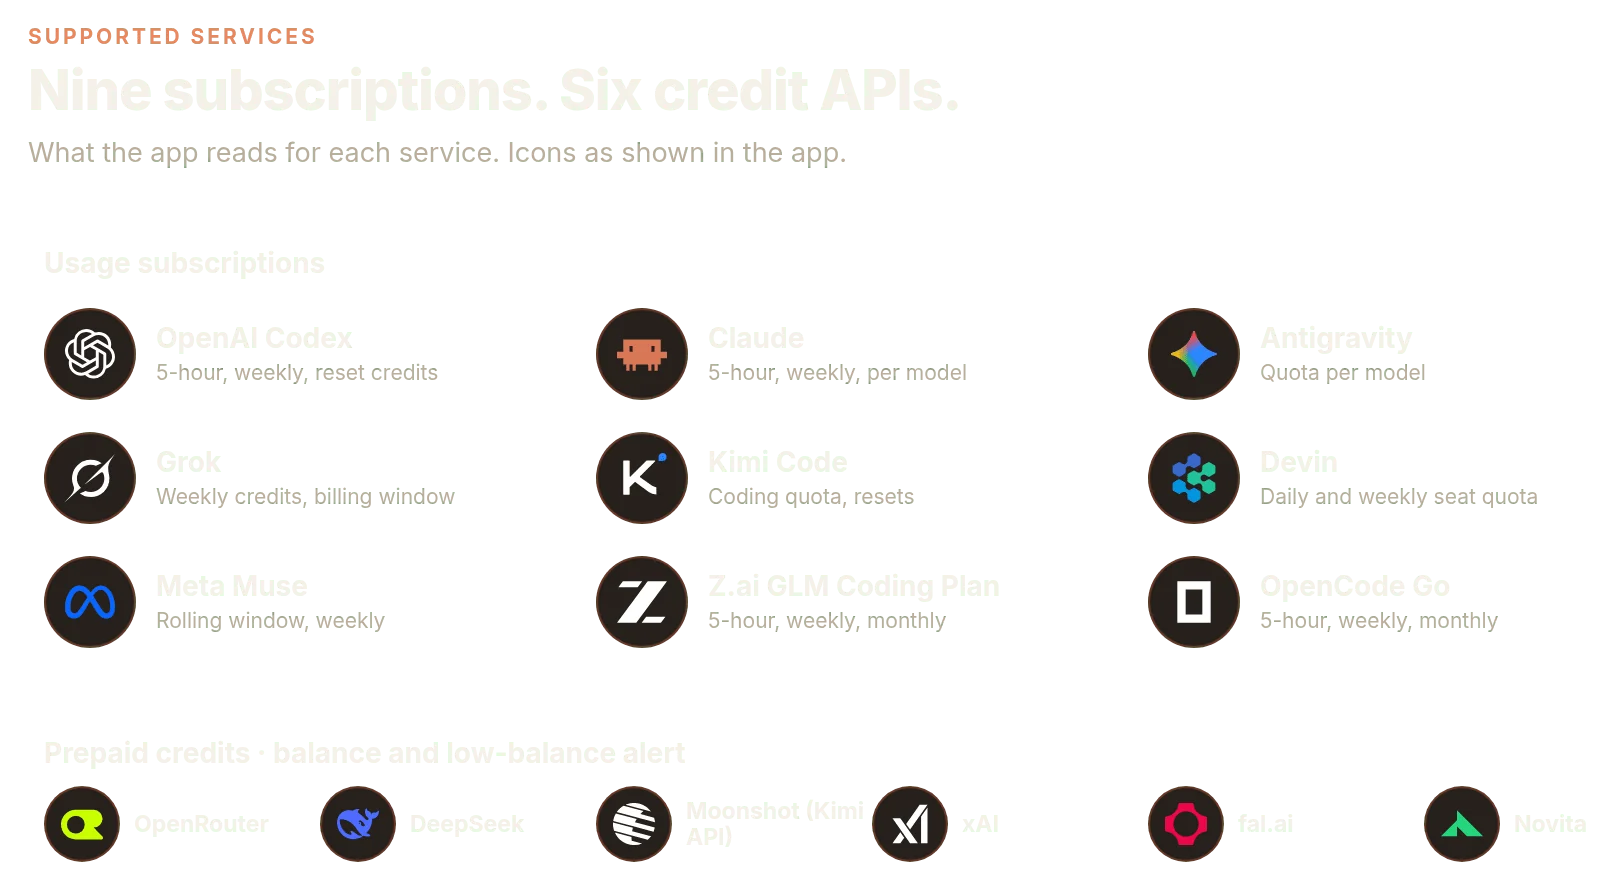 SUPPORTED SERVICES
Nine subscriptions. Six credit APIs.
What the app reads for each service. Icons as shown in the app.
Usage subscriptions
OpenAI Codex
5-hour, weekly, reset credits
Claude
5-hour, weekly, per model
Antigravity
Quota per model
Grok
Weekly credits, billing window
Kimi Code
Coding quota, resets
Devin
Daily and weekly seat quota
Meta Muse
Rolling window, weekly
Z.ai GLM Coding Plan
5-hour, weekly, monthly
OpenCode Go
5-hour, weekly, monthly
Prepaid credits · balance and low-balance alert
OpenRouter
DeepSeek
Moonshot (Kimi
API)
xAI
fal.ai
Novita